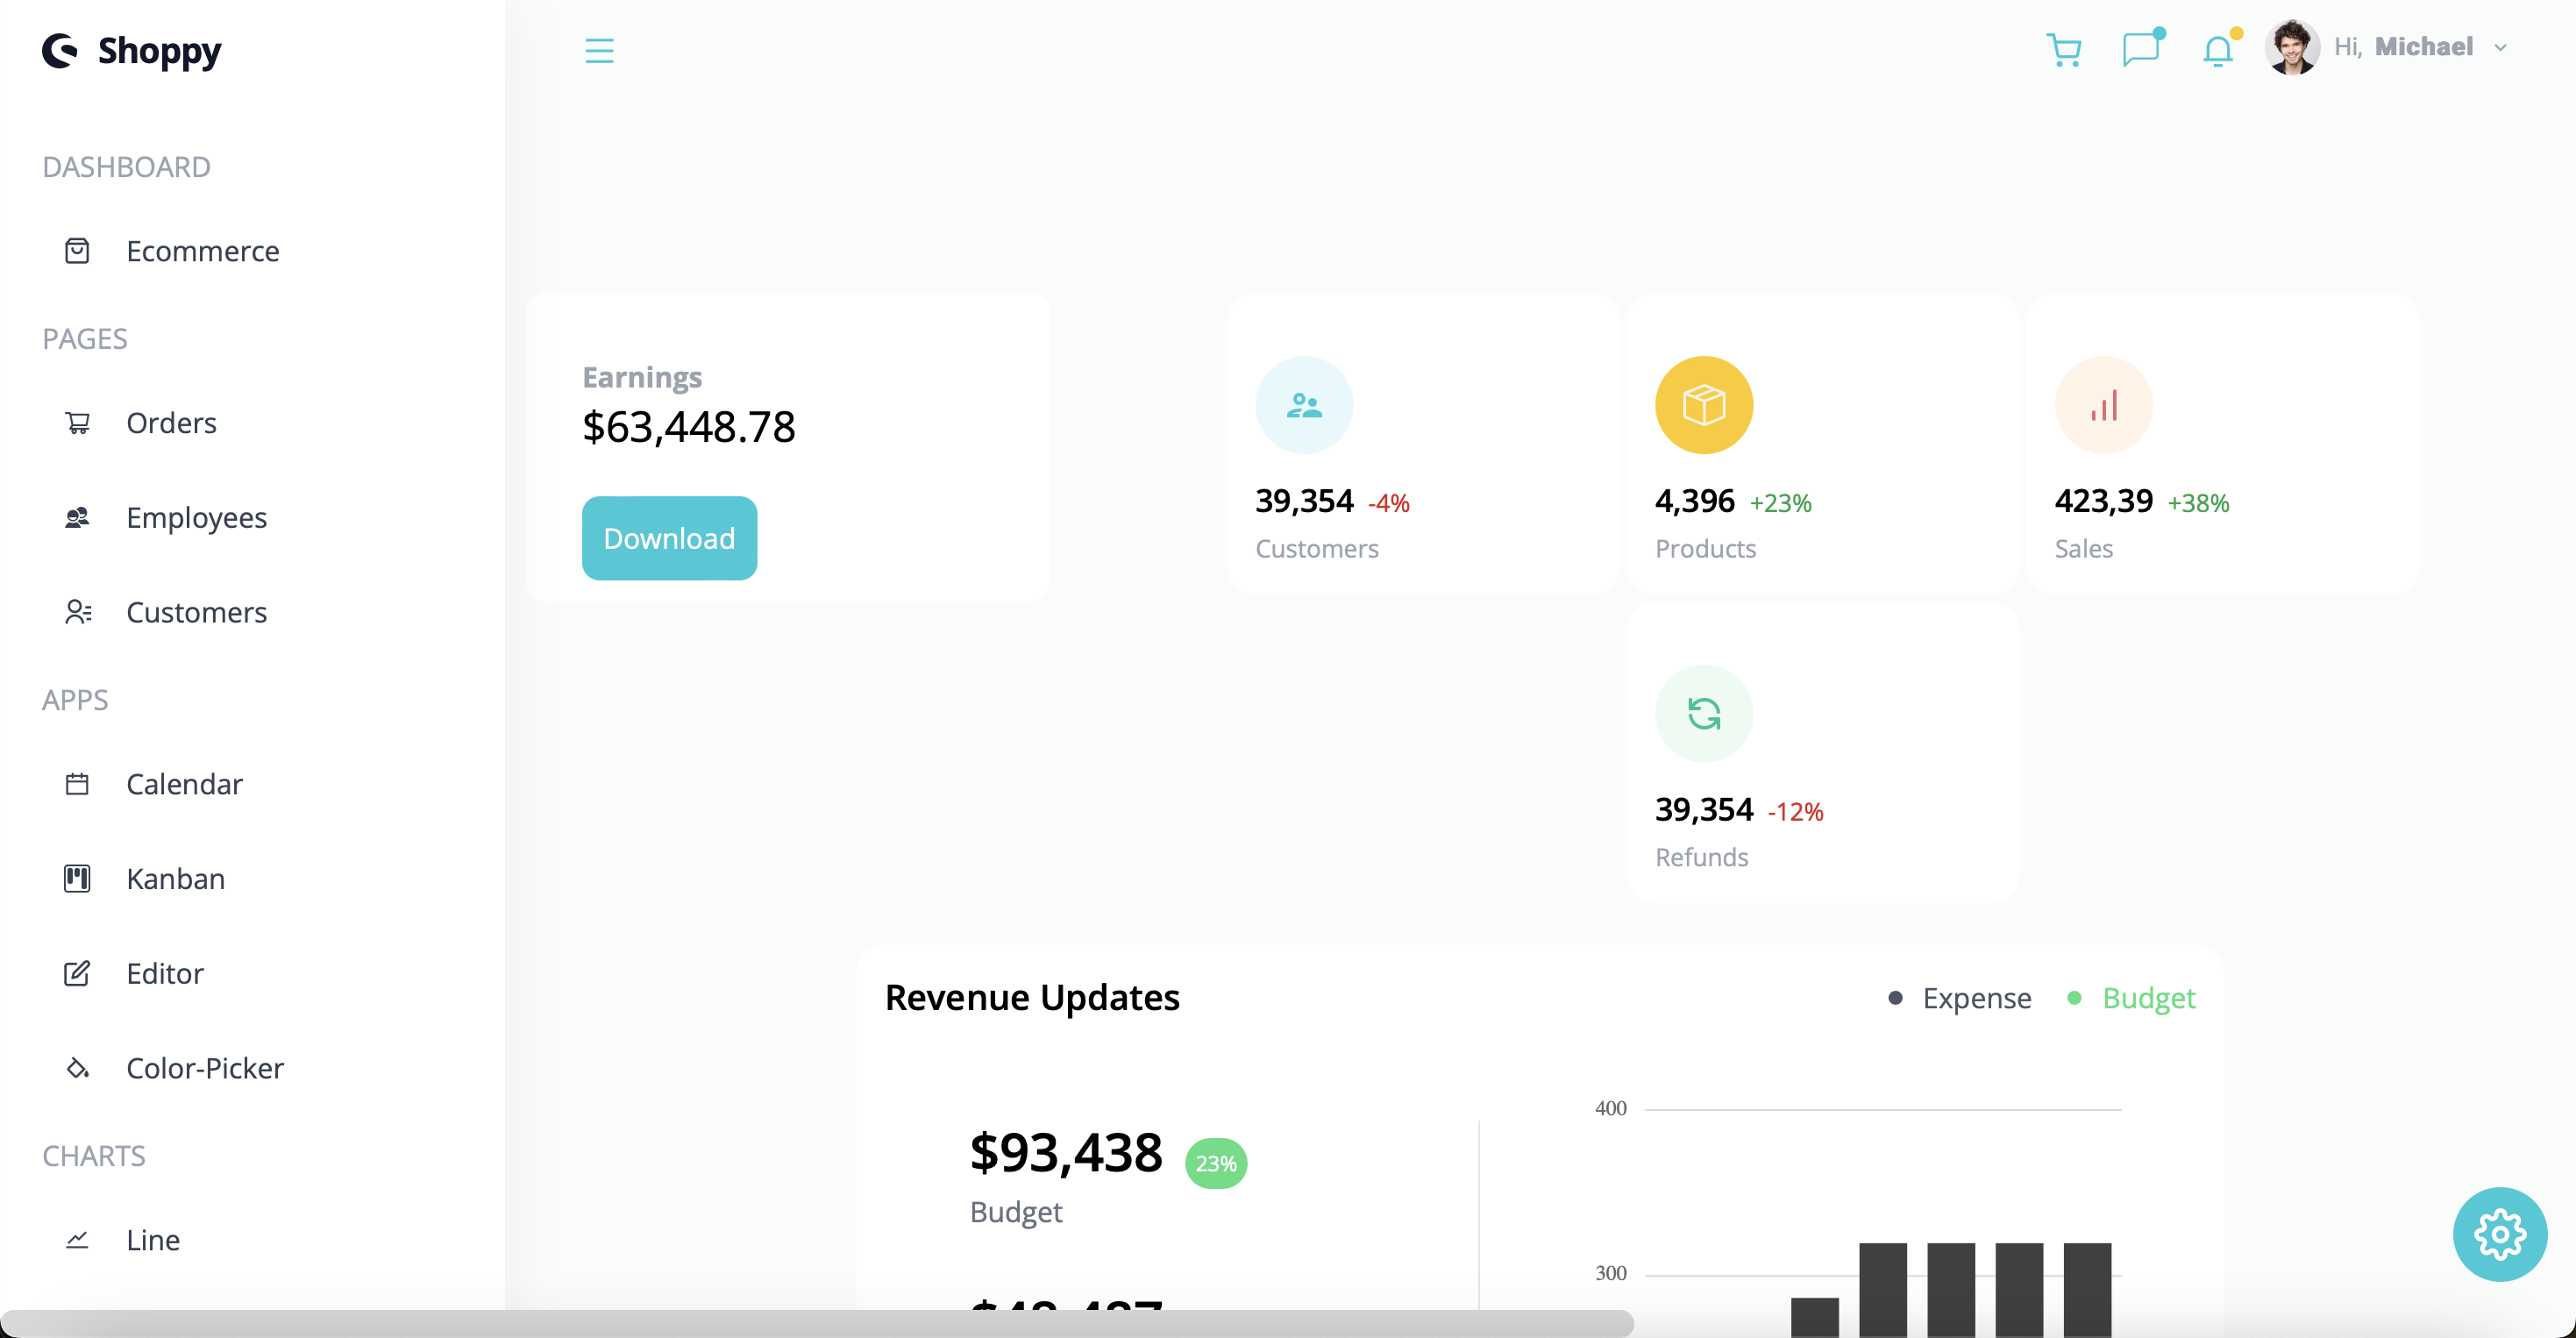 Shoppy
Hi, Michael
DASHBOARD
Ecommerce
PAGES
Orders
Employees
Customers
APPS
Calendar
Kanban
Editor
Color-Picker
CHARTS
Line
Earnings
$63,448.78
Download
39,354 -4%
Customers
4,396 +23%
Products
423,39 +38%
Sales
39,354 -12%
Refunds
Revenue Updates
Expense
Budget
$93,438 23%
Budget
400
300